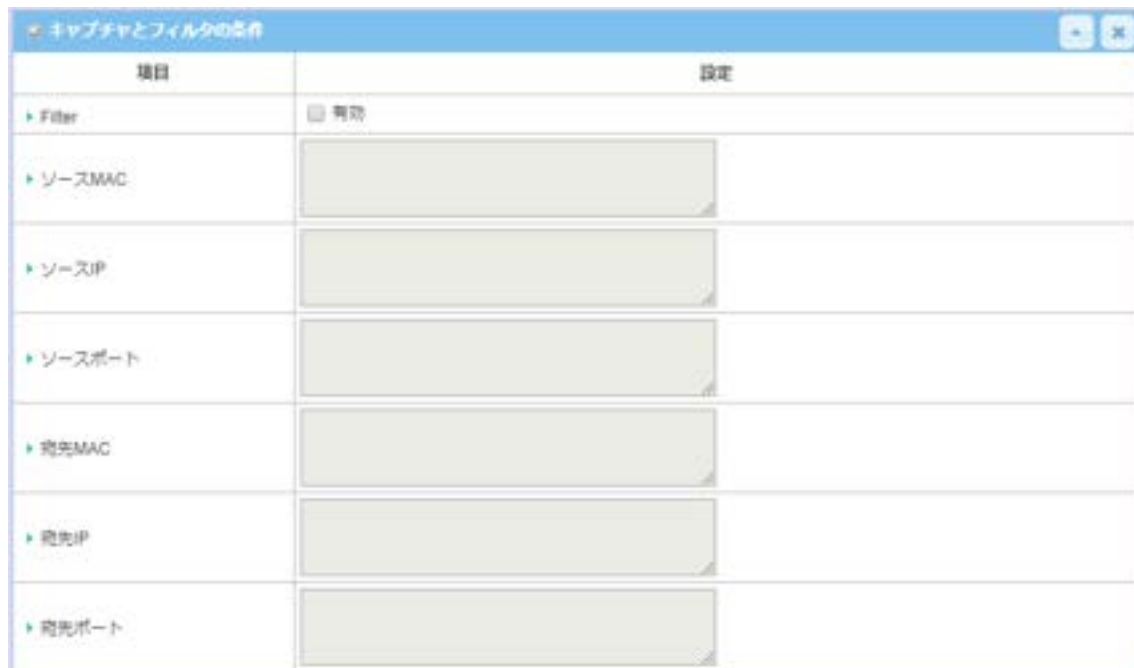 キャプチャとフィルタの条件
項目 設定
Filter 有効
ソースMAC
ソースIP
ソースポート
宛先MAC
宛先IP
宛先ポート